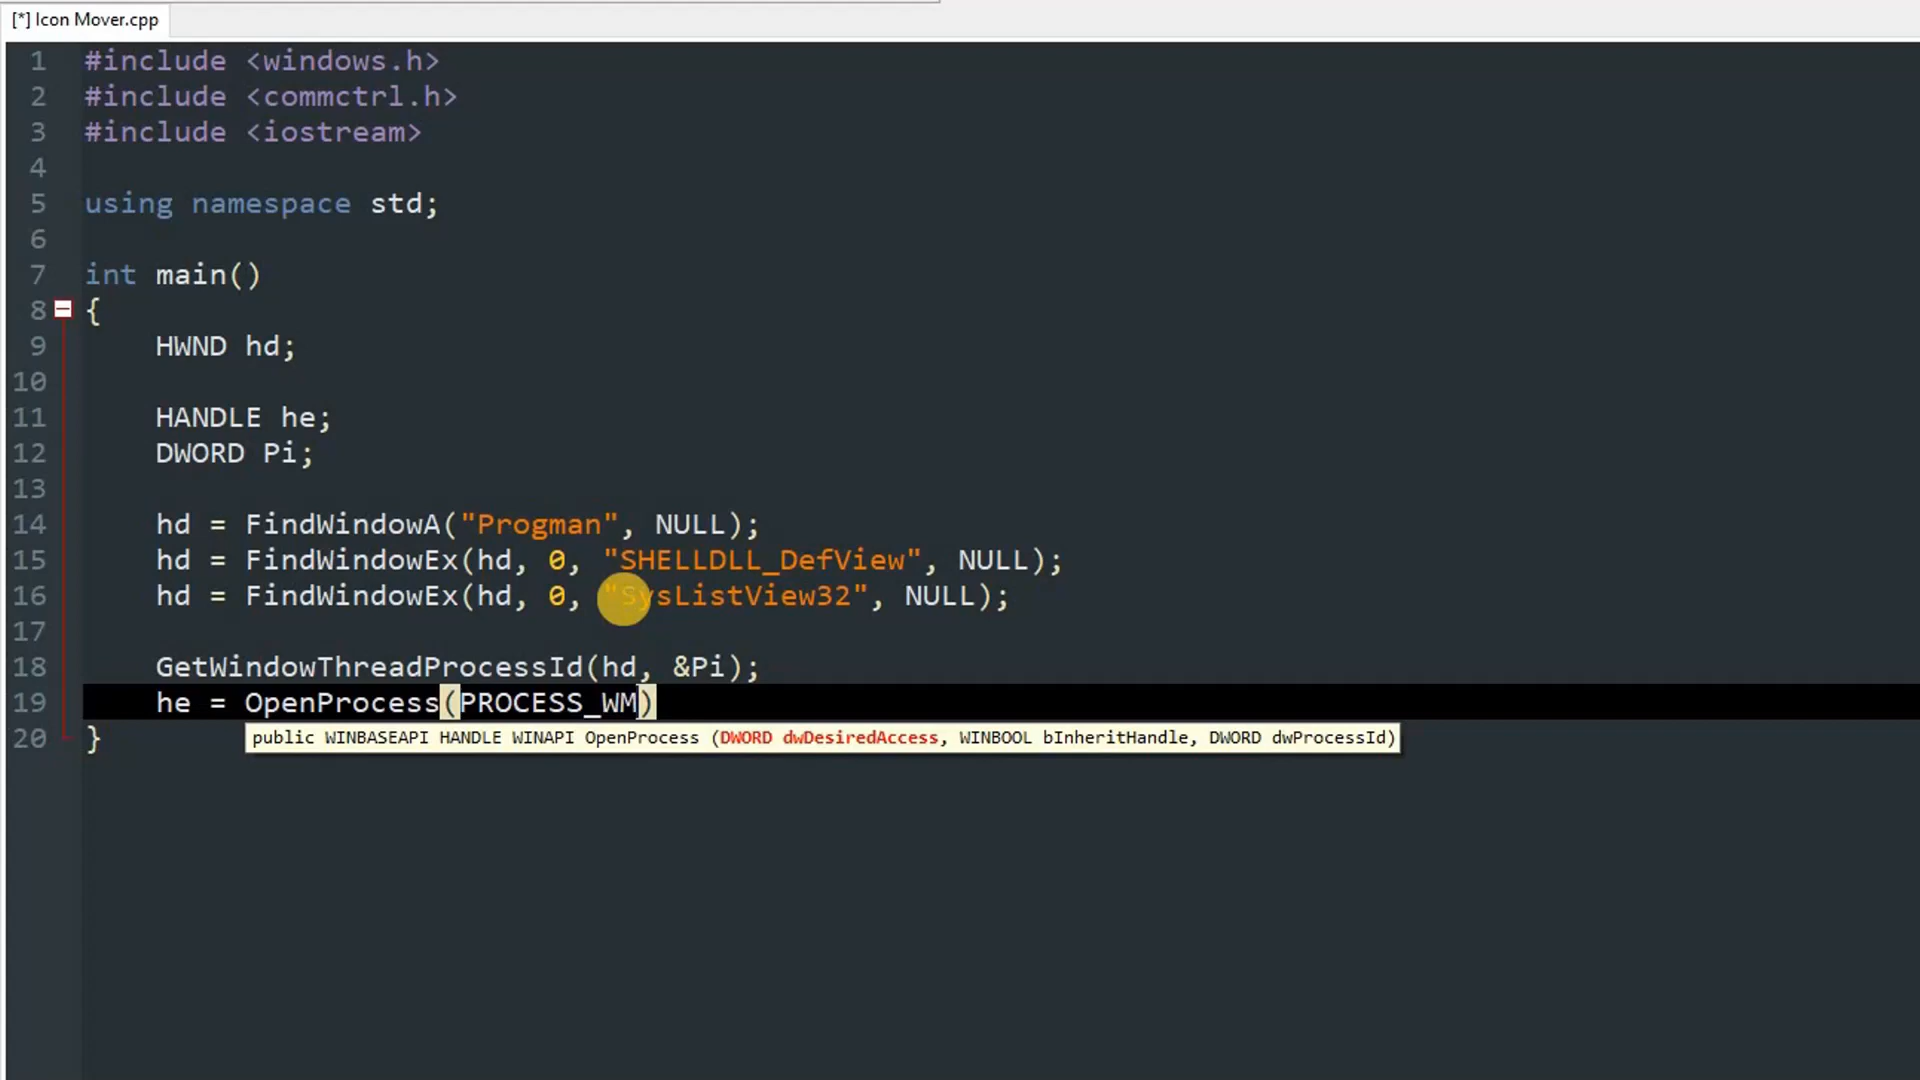 [*] Icon Mover.cpp
1 #include <windows.h>
2 #include <commctrl.h>
3 #include <iostream>
4
5 using namespace std;
6
7 int main()
8 {
9 HWND hd;
10
11 HANDLE he;
12 DWORD Pi;
13
14 hd = FindWindowA("Progman", NULL);
15 hd = FindWindowEx(hd, 0, "SHELLDLL_DefView", NULL);
16 hd = FindWindowEx(hd, 0, "SysListView32", NULL);
17
18 GetWindowThreadProcessId(hd, &Pi);
19 he = OpenProcess(PROCESS_WM)
20 }
public WINBASEAPI HANDLE WINAPI OpenProcess (DWORD dwDesiredAccess, WINBOOL bInheritHandle, DWORD dwProcessId)